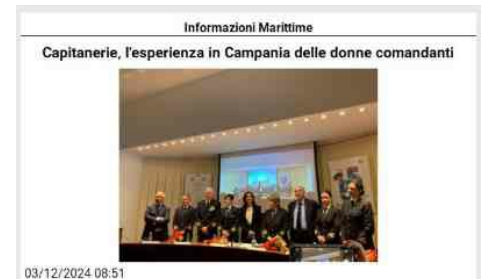 Informazioni Marittime
Capitanerie, l'esperienza in Campania delle donne comandanti
03/12/2024 08:51